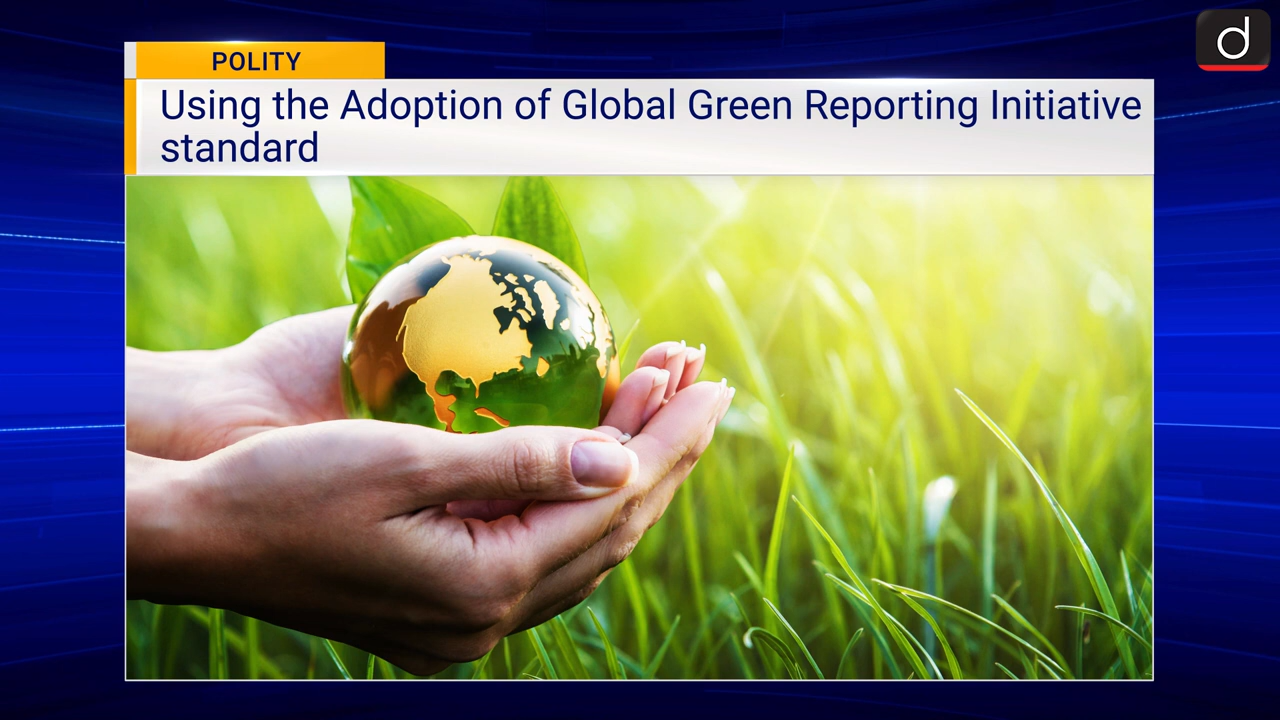 POLITY
Using the Adoption of Global Green Reporting Initiative
standard
d